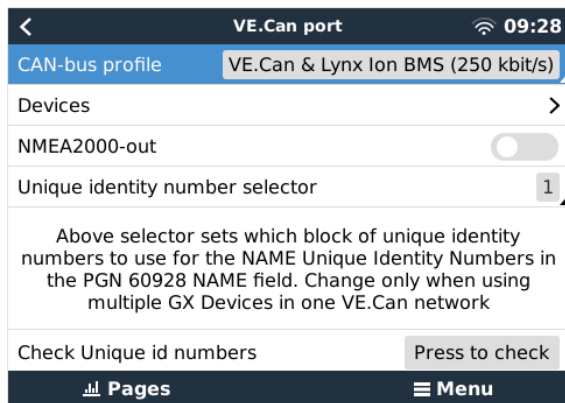 VE.Can port 09:28
CAN-bus profile VE.Can & Lynx Ion BMS (250 kbit/s)
Devices
NMEA2000-out
Unique identity number selector 1
Above selector sets which block of unique identity
numbers to use for the NAME Unique Identity Numbers in
the PGN 60928 NAME field. Change only when using
multiple GX Devices in one VE.Can network
Check Unique id numbers Press to check
Pages Menu